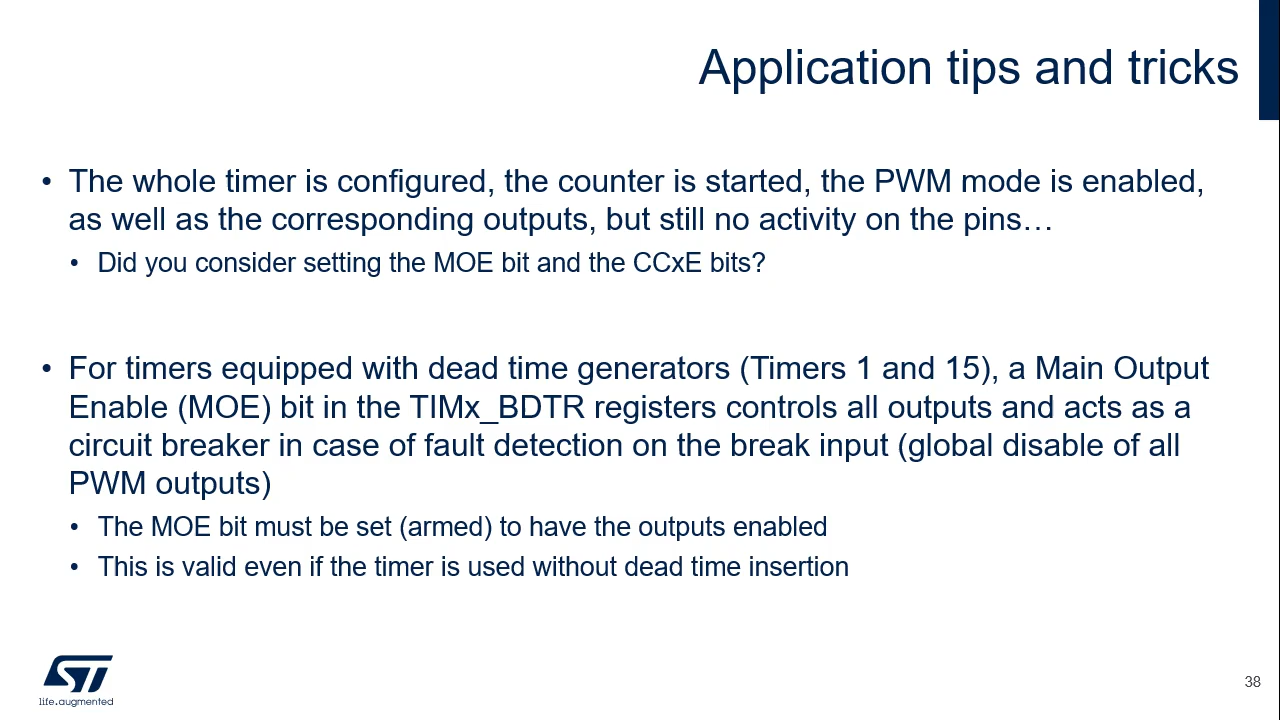 Application tips and tricks
• The whole timer is configured, the counter is started, the PWM mode is enabled,
as well as the corresponding outputs, but still no activity on the pins…
• Did you consider setting the MOE bit and the CCxE bits?
• For timers equipped with dead time generators (Timers 1 and 15), a Main Output
Enable (MOE) bit in the TIMx_BDTR registers controls all outputs and acts as a
circuit breaker in case of fault detection on the break input (global disable of all
PWM outputs)
• The MOE bit must be set (armed) to have the outputs enabled
• This is valid even if the timer is used without dead time insertion
ST
life.augmented
38